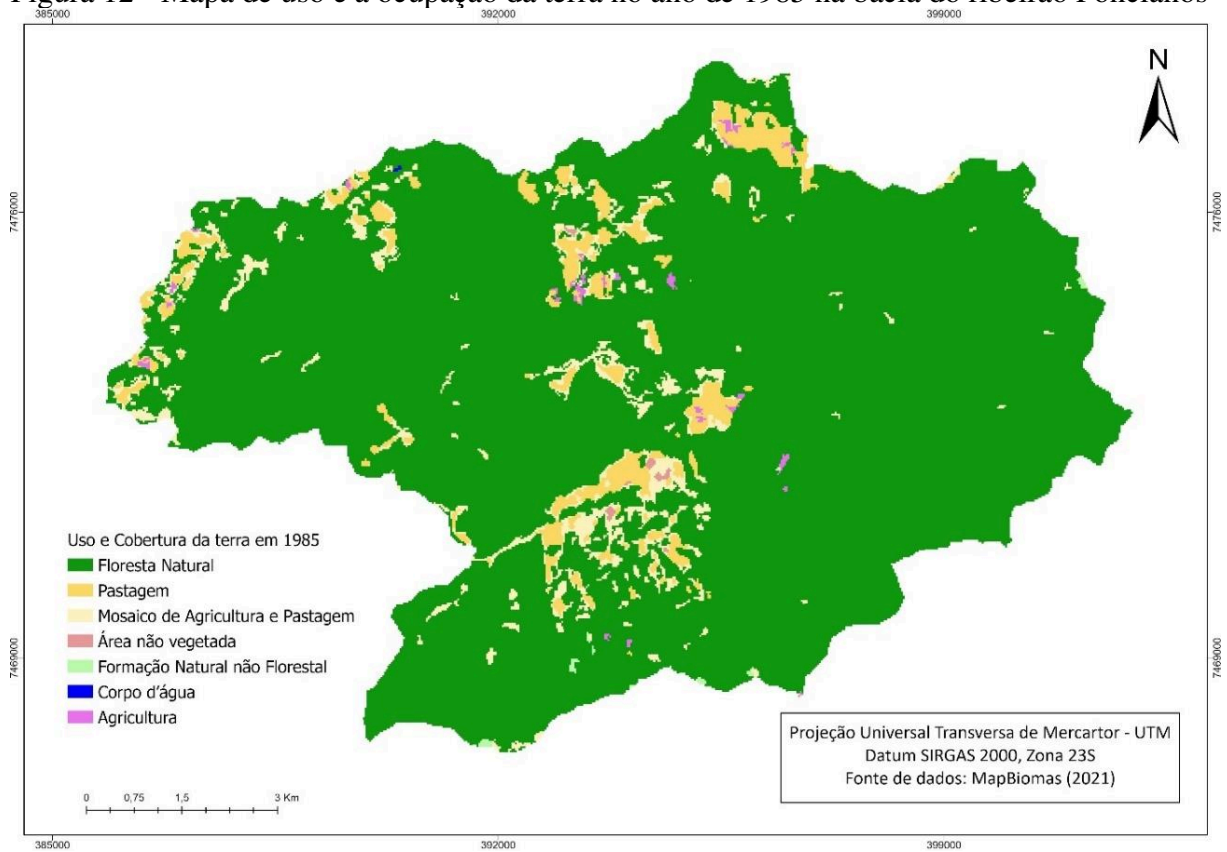 Figura 12 - Mapa de uso e a ocupação da terra no ano de 1985 na bacia do ribeirão Poncianos
385000 392000 399000
N
7476000 7476000
Uso e Cobertura da terra em 1985
Floresta Natural
Pastagem
Mosaico de Agricultura e Pastagem
Área não vegetada
Formação Natural não Florestal
Corpo d'água
Agricultura
7469000 7469000
Projeção Universal Transversa de Mercartor - UTM
Datum SIRGAS 2000, Zona 23S
Fonte de dados: MapBiomas (2021)
0 0,75 1,5 3 Km
385000 392000 399000